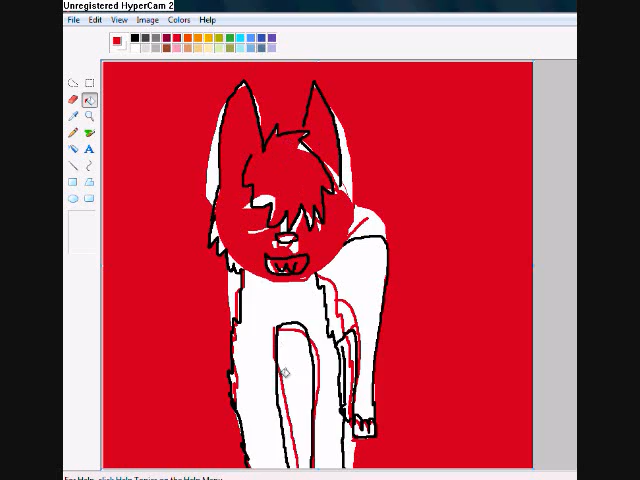 Unregistered HyperCam 2
File Edit View Image Colors Help
A
For Help, click Help Topics on the Help Menu.